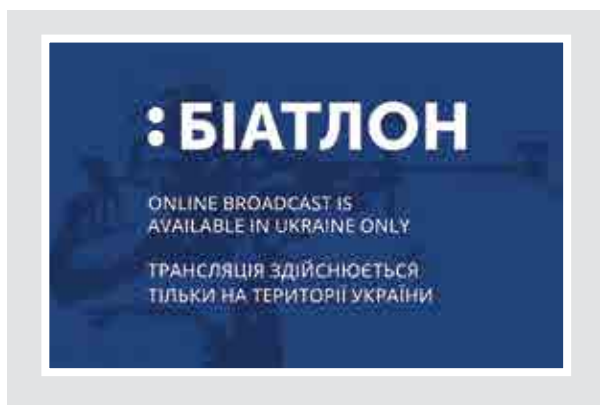 :БІАТЛОН
ONLINE BROADCAST IS
AVAILABLE IN UKRAINE ONLY
ТРАНСЛЯЦІЯ ЗДІЙСНЮЄТЬСЯ
ТІЛЬКИ НА ТЕРИТОРІЇ УКРАЇНИ